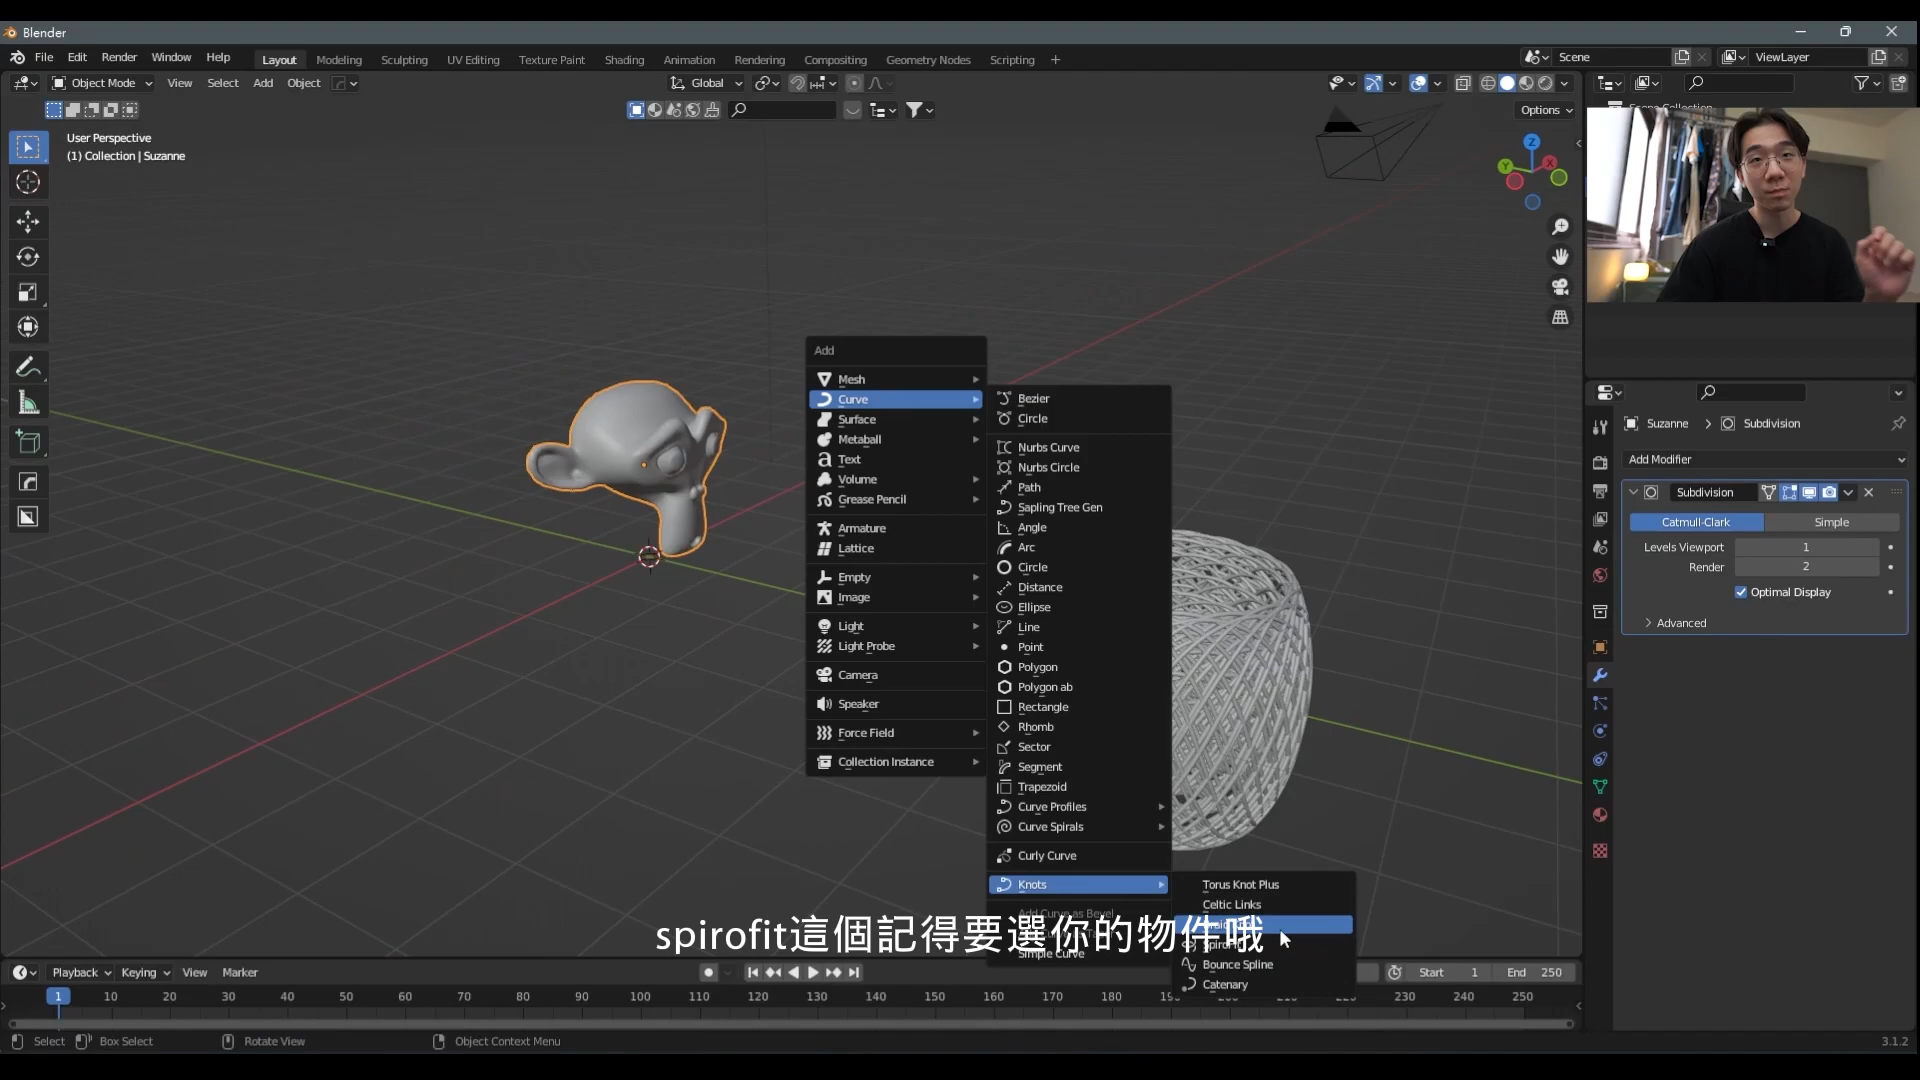 Blender
File Edit Render Window Help
Layout Modeling Sculpting UV Editing Texture Paint Shading Animation Rendering Compositing Geometry Nodes Scripting +
Scene
ViewLayer
Object Mode View Select Add Object
Global
Options
User Perspective
(1) Collection | Suzanne
Z
Y
X
Add
Mesh
Curve
Surface
Metaball
Text
Volume
Grease Pencil
Armature
Lattice
Empty
Image
Light
Light Probe
Camera
Speaker
Force Field
Collection Instance
Bezier
Circle
Nurbs Curve
Nurbs Circle
Path
Sapling Tree Gen
Angle
Arc
Circle
Distance
Ellipse
Line
Point
Polygon
Polygon ab
Rectangle
Rhomb
Sector
Segment
Trapezoid
Curve Profiles
Curve Spirals
Curly Curve
Knots
Add Curve as Bevel
Simple Curve
Torus Knot Plus
Celtic Links
Bounce Spline
Catenary
spirofit這個記得要選你的物件哦
Suzanne > Subdivision
Add Modifier
Subdivision
Catmull-Clark Simple
Levels Viewport 1
Render 2
Optimal Display
Advanced
Playback Keying View Marker
Start 1 End 250
1 10 20 30 40 50 60 70 80 90 100 110 120 130 140 150 160 170 180 230 240 250
Select Box Select Rotate View Object Context Menu
3.1.2